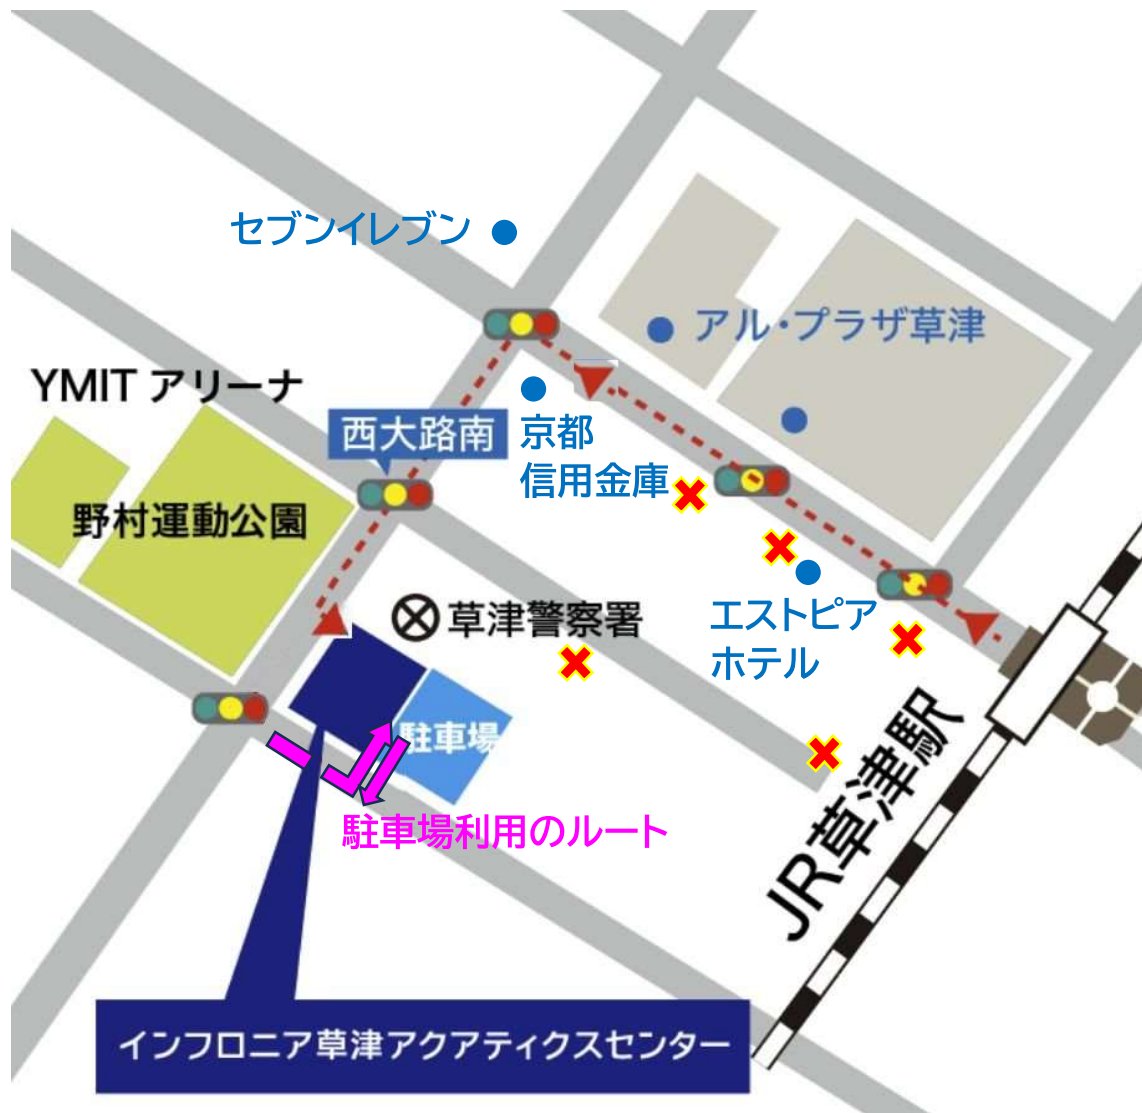 セブンイレブン
アル・プラザ草津
YMIT アリーナ
西大路南
京都
信用金庫
野村運動公園
草津警察署
エストピア
ホテル
駐車場
JR草津駅
駐車場利用のルート
インフロニア草津アクアティクスセンター